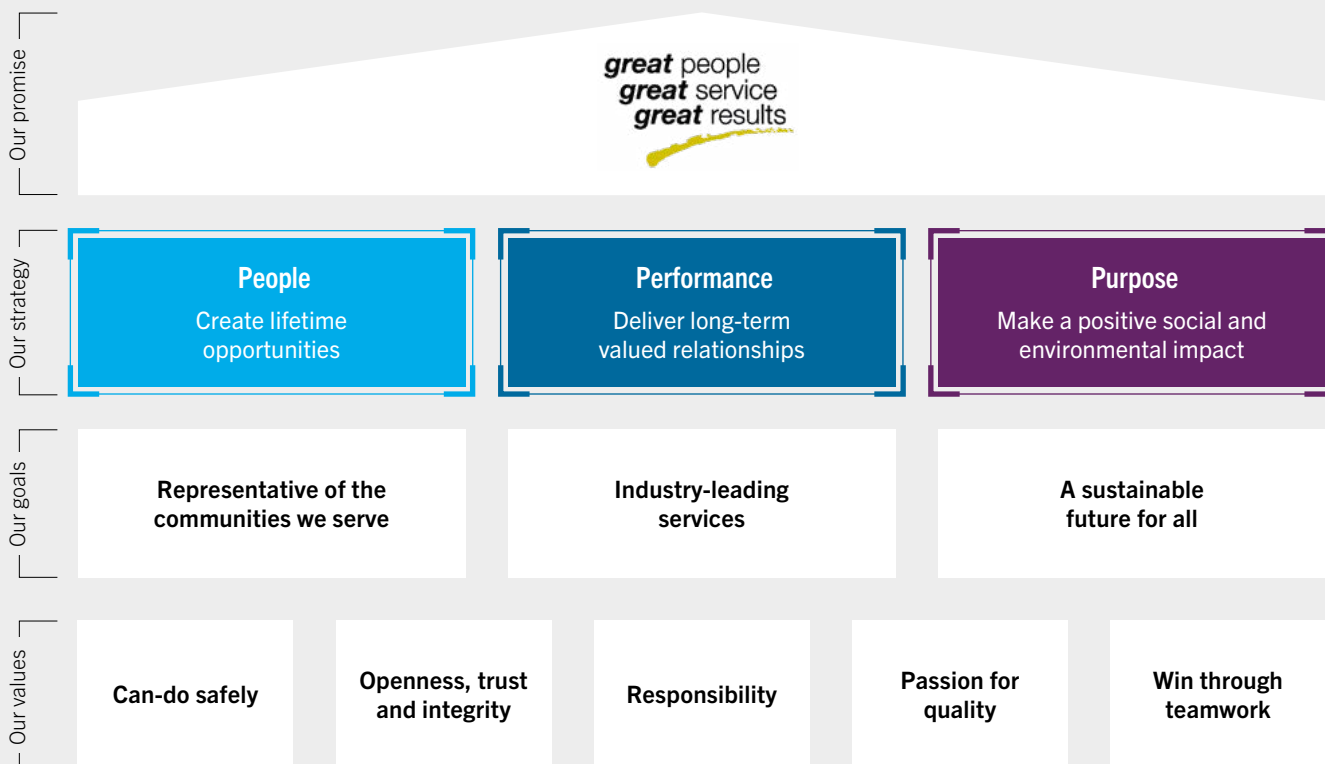 Our promise
great people
great service
great results
Our strategy
People
Create lifetime
opportunities
Performance
Deliver long-term
valued relationships
Purpose
Make a positive social and
environmental impact
Our goals
Representative of the
communities we serve
Industry-leading
services
A sustainable
future for all
Our values
Can-do safely
Openness, trust
and integrity
Responsibility
Passion for
quality
Win through
teamwork